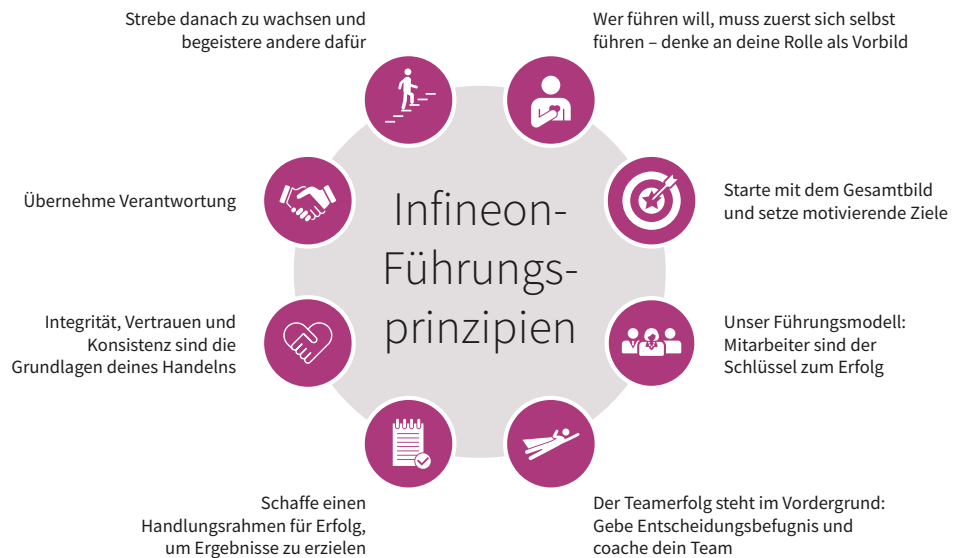 Strebe danach zu wachsen und
begeistere andere dafür
Wer führen will, muss zuerst sich selbst
führen – denke an deine Rolle als Vorbild
Übernehme Verantwortung
Starte mit dem Gesamtbild
und setze motivierende Ziele
Infineon-
Führungs-
prinzipien
Integrität, Vertrauen und
Konsistenz sind die
Grundlagen deines Handelns
Unser Führungsmodell:
Mitarbeiter sind der
Schlüssel zum Erfolg
Schaffe einen
Handlungsrahmen für Erfolg,
um Ergebnisse zu erzielen
Der Teamerfolg steht im Vordergrund:
Gebe Entscheidungsbefugnis und
coache dein Team